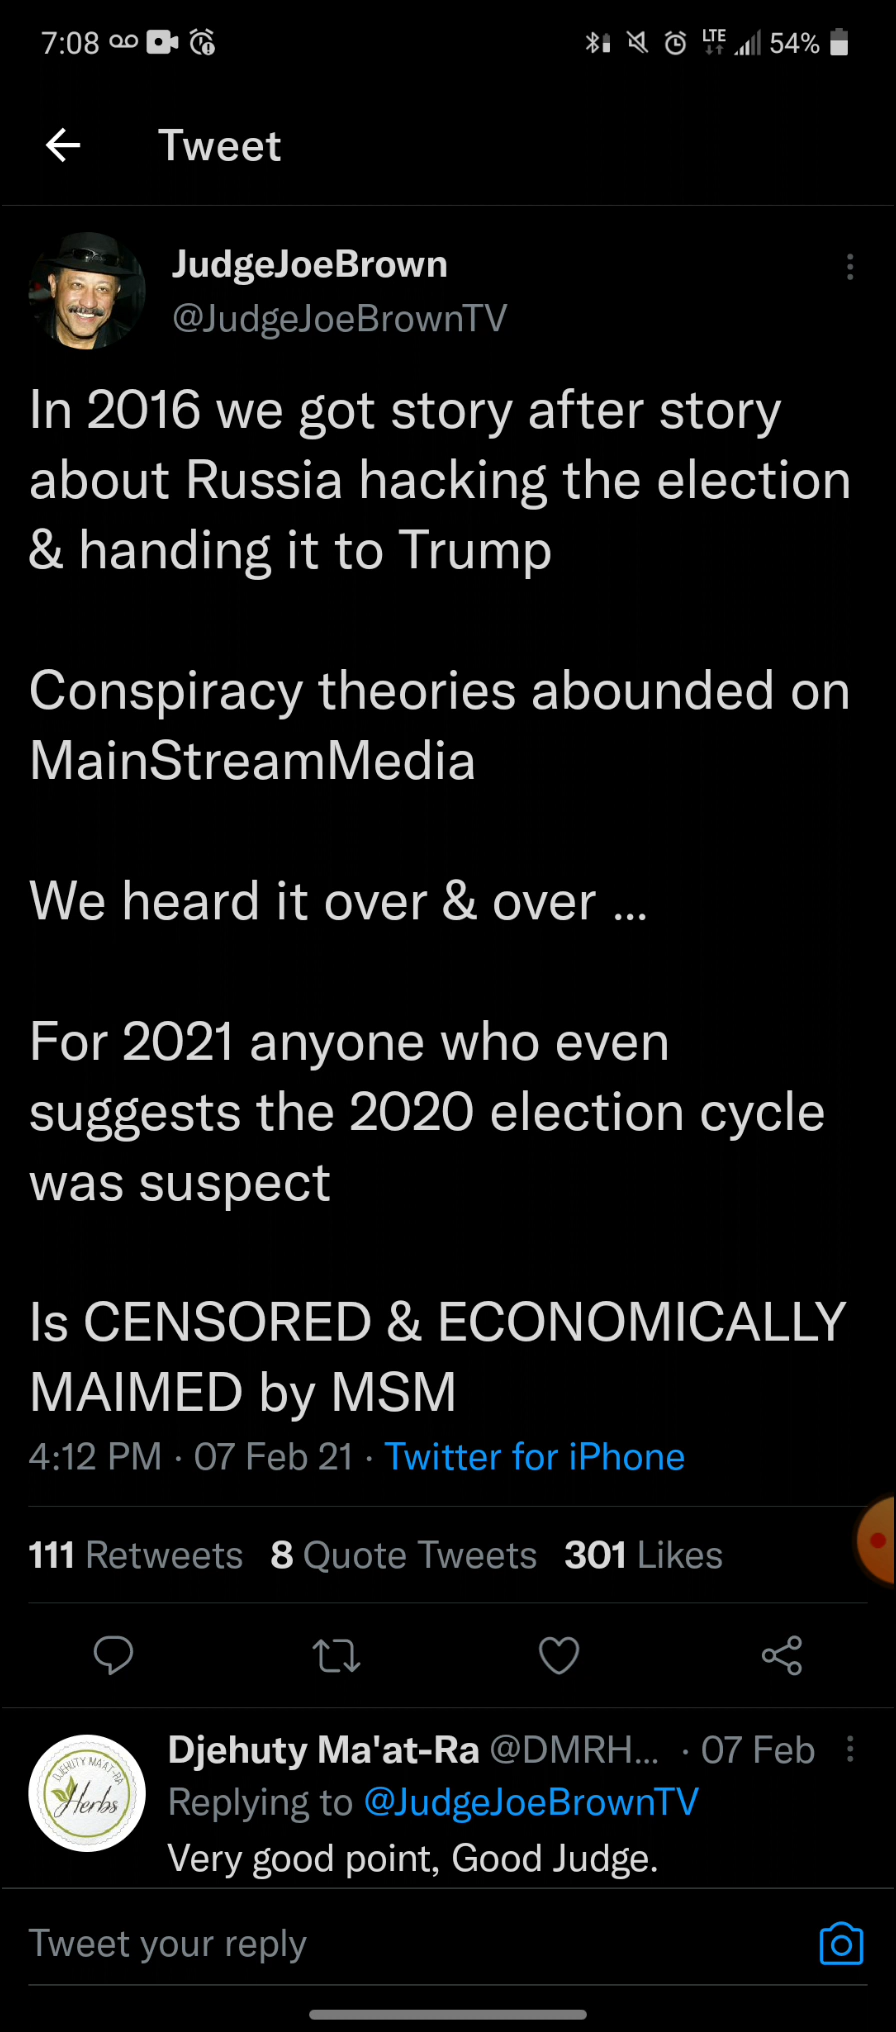 7:08
LTE 54%
Tweet
JudgeJoeBrown
@JudgeJoeBrownTV
In 2016 we got story after story
about Russia hacking the election
& handing it to Trump
Conspiracy theories abounded on
MainStreamMedia
We heard it over & over ...
For 2021 anyone who even
suggests the 2020 election cycle
was suspect
Is CENSORED & ECONOMICALLY
MAIMED by MSM
4:12 PM · 07 Feb 21 · Twitter for iPhone
111 Retweets 8 Quote Tweets 301 Likes
DJEHUTY MAAT-RA
Herbs
Djehuty Ma'at-Ra @DMRH... · 07 Feb
Replying to @JudgeJoeBrownTV
Very good point, Good Judge.
Tweet your reply